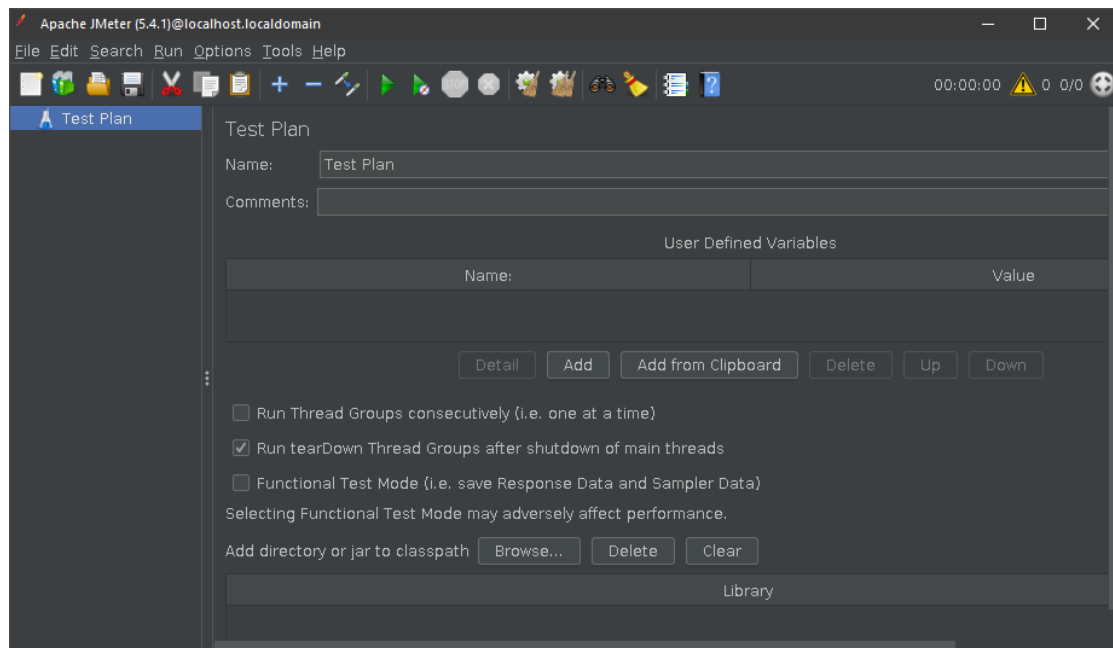 Apache JMeter (5.4.1)@localhost.localdomain
File Edit Search Run Options Tools Help
STOP ? 00:00:00 0 0/0
Test Plan
Test Plan
Name: Test Plan
Comments:
User Defined Variables
Name: Value
Detail Add Add from Clipboard Delete Up Down
Run Thread Groups consecutively (i.e. one at a time)
Run tearDown Thread Groups after shutdown of main threads
Functional Test Mode (i.e. save Response Data and Sampler Data)
Selecting Functional Test Mode may adversely affect performance.
Add directory or jar to classpath Browse... Delete Clear
Library